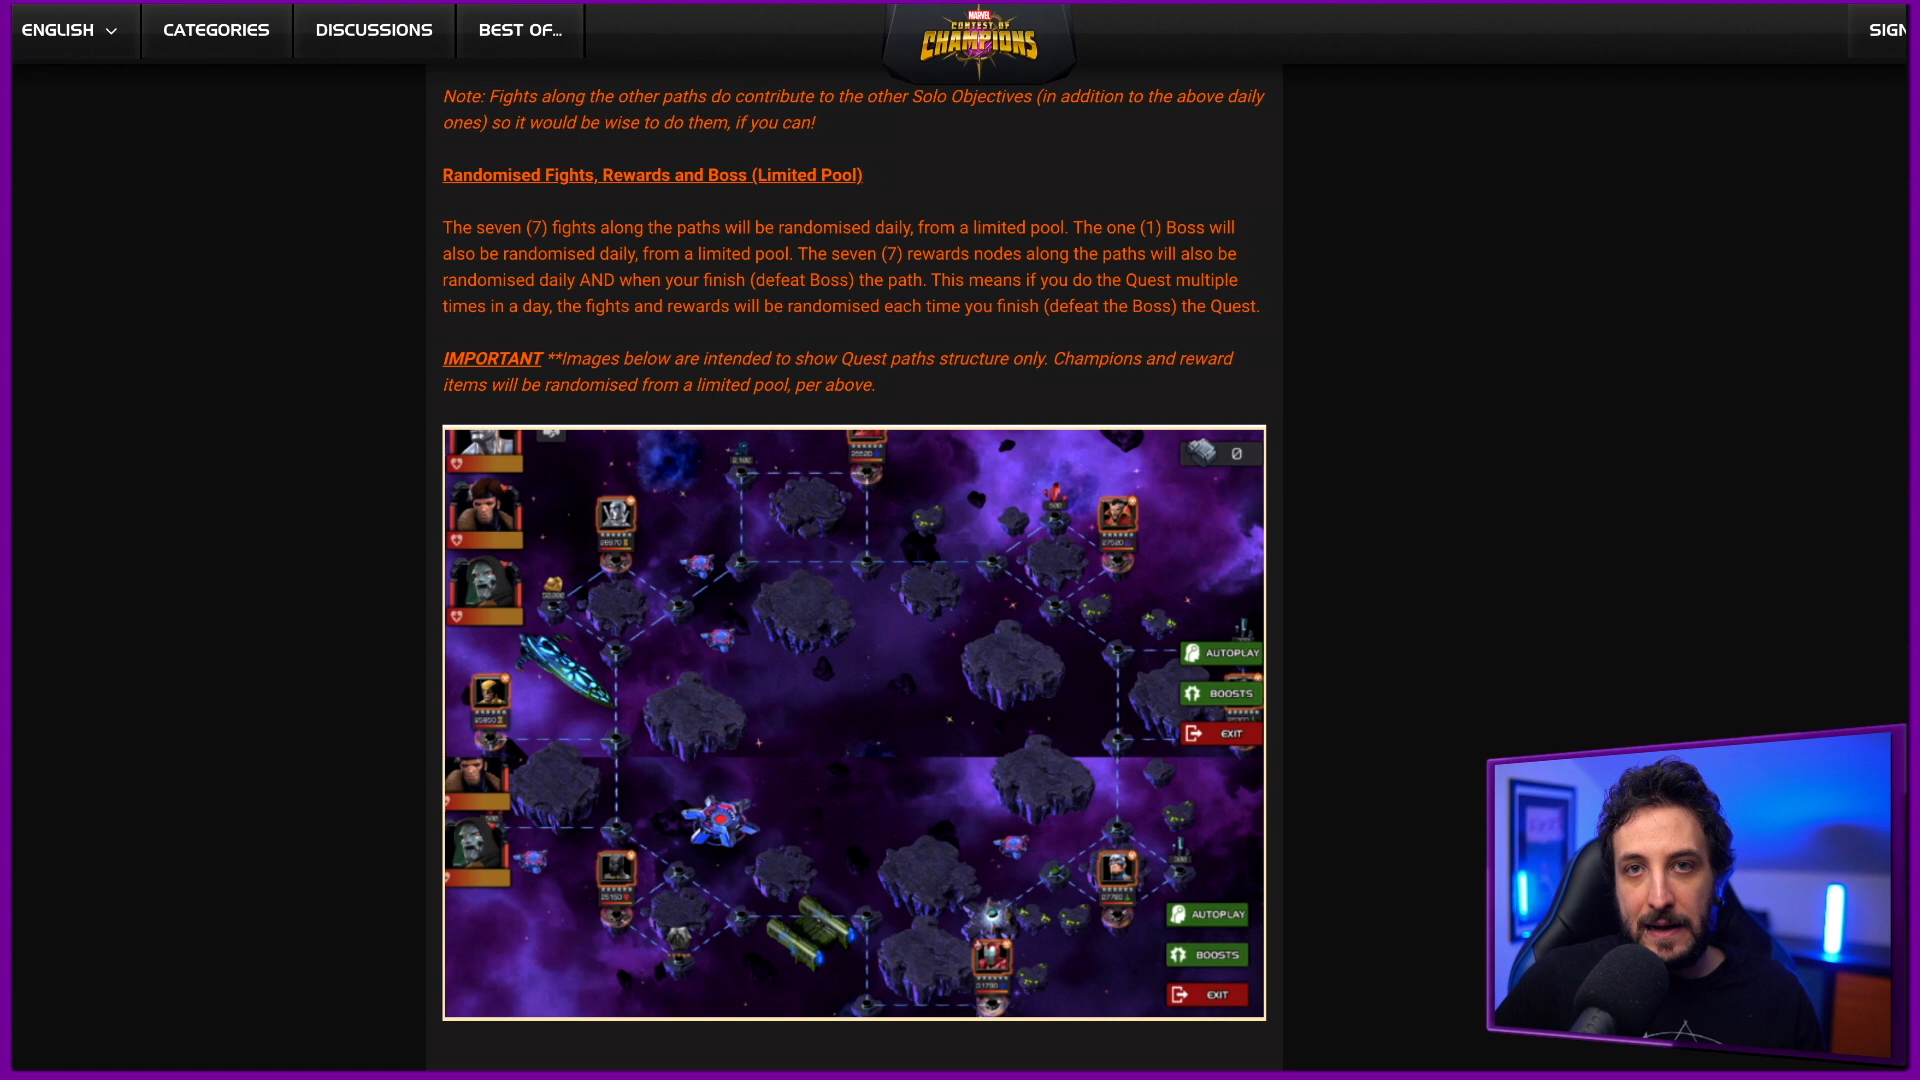 ENGLISH
CATEGORIES
DISCUSSIONS
BEST OF...
MARVEL
CONTEST OF
CHAMPIONS
SIGN
Note: Fights along the other paths do contribute to the other Solo Objectives (in addition to the above daily
ones) so it would be wise to do them, if you can!
Randomised Fights, Rewards and Boss (Limited Pool)
The seven (7) fights along the paths will be randomised daily, from a limited pool. The one (1) Boss will
also be randomised daily, from a limited pool. The seven (7) rewards nodes along the paths will also be
randomised daily AND when your finish (defeat Boss) the path. This means if you do the Quest multiple
times in a day, the fights and rewards will be randomised each time you finish (defeat the Boss) the Quest.
IMPORTANT **Images below are intended to show Quest paths structure only. Champions and reward
items will be randomised from a limited pool, per above.
0
AUTOPLAY
BOOSTS
EXIT
AUTOPLAY
BOOSTS
EXIT